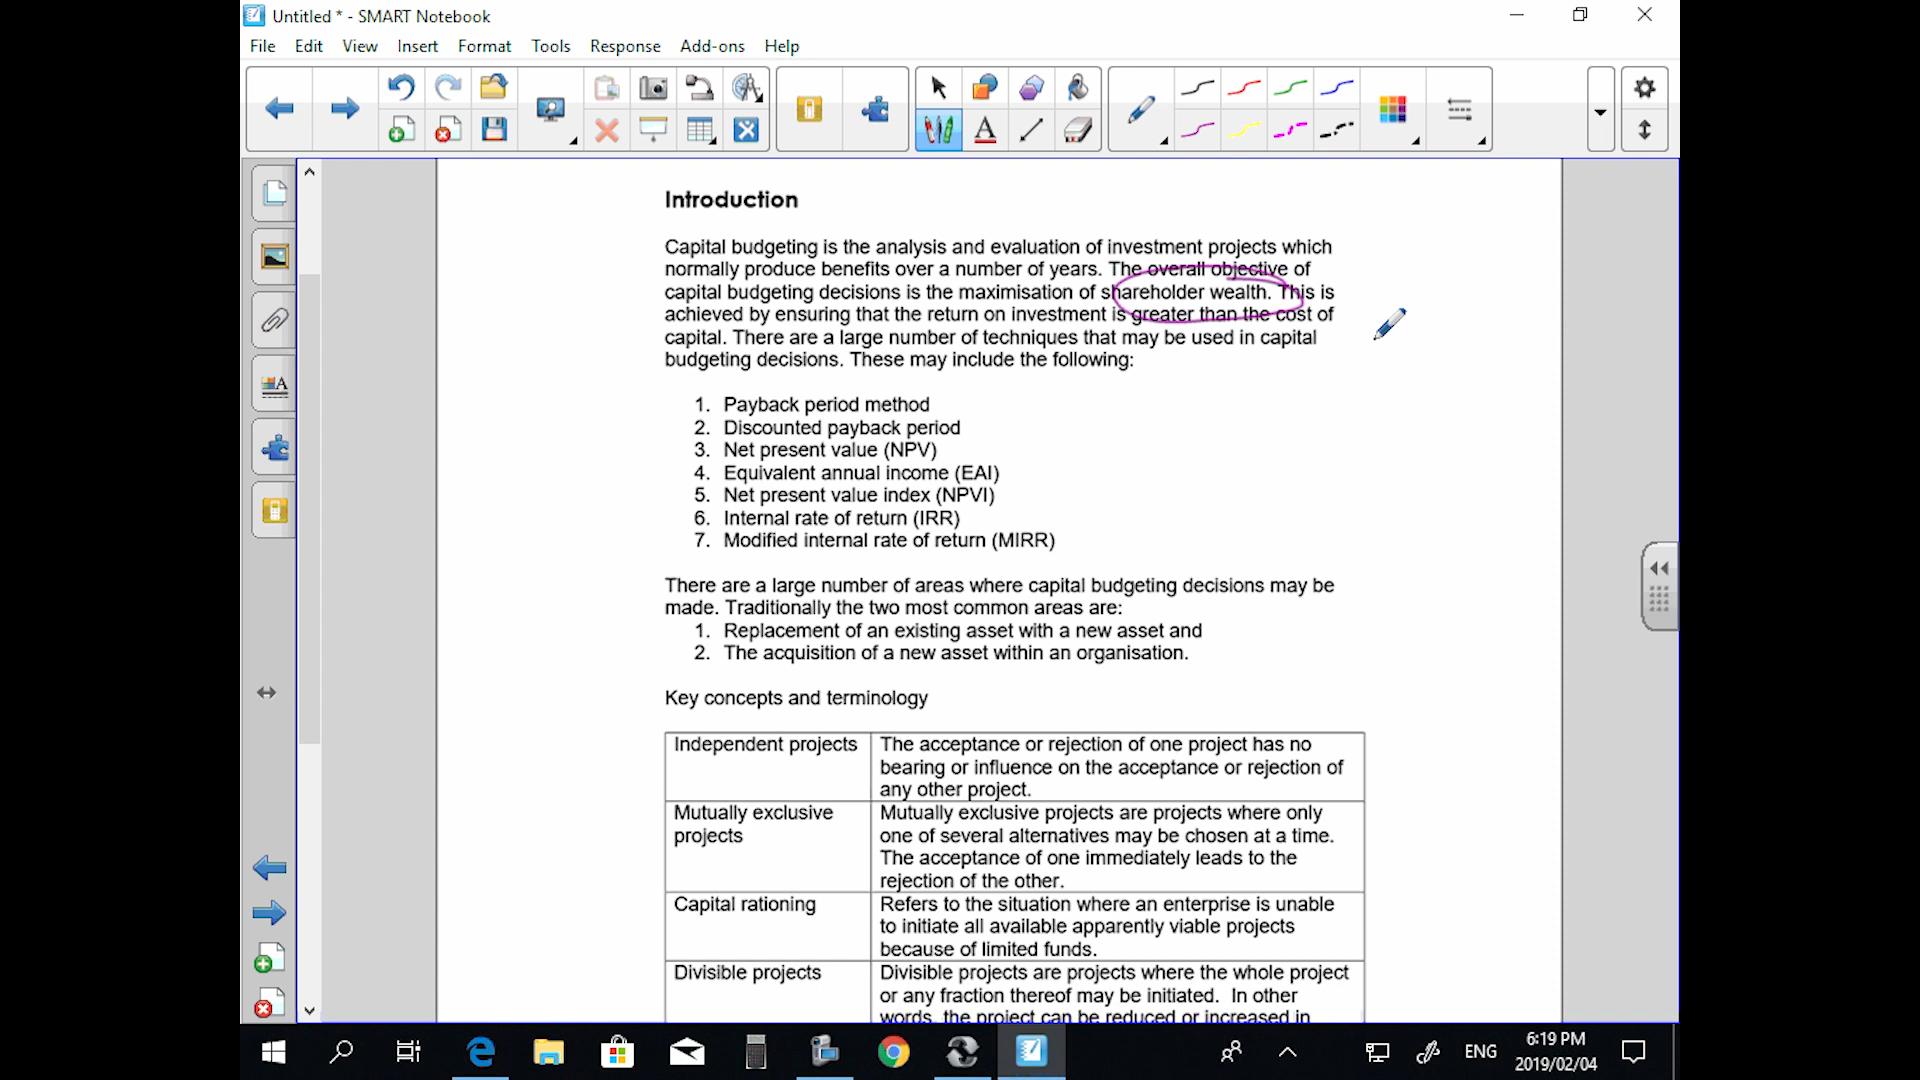 Untitled * - SMART Notebook
File Edit View Insert Format Tools Response Add-ons Help
Introduction
Capital budgeting is the analysis and evaluation of investment projects which
normally produce benefits over a number of years. The overall objective of
capital budgeting decisions is the maximisation of shareholder wealth. This is
achieved by ensuring that the return on investment is greater than the cost of
capital. There are a large number of techniques that may be used in capital
budgeting decisions. These may include the following:
1. Payback period method
2. Discounted payback period
3. Net present value (NPV)
4. Equivalent annual income (EAI)
5. Net present value index (NPVI)
6. Internal rate of return (IRR)
7. Modified internal rate of return (MIRR)
There are a large number of areas where capital budgeting decisions may be
made. Traditionally the two most common areas are:
1. Replacement of an existing asset with a new asset and
2. The acquisition of a new asset within an organisation.
Key concepts and terminology
Independent projects
The acceptance or rejection of one project has no
bearing or influence on the acceptance or rejection of
any other project.
Mutually exclusive
projects
Mutually exclusive projects are projects where only
one of several alternatives may be chosen at a time.
The acceptance of one immediately leads to the
rejection of the other.
Capital rationing
Refers to the situation where an enterprise is unable
to initiate all available apparently viable projects
because of limited funds.
Divisible projects
Divisible projects are projects where the whole project
or any fraction thereof may be initiated. In other
words, the project can be reduced or increased in
ENG
6:19 PM
2019/02/04